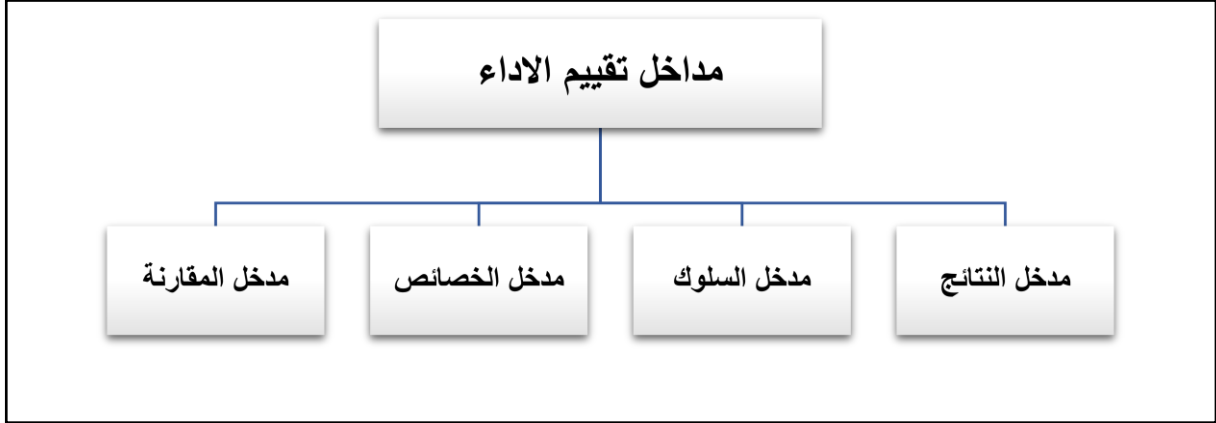 مداخل تقييم الاداء
مدخل النتائج
مدخل السلوك
مدخل الخصائص
مدخل المقارنة